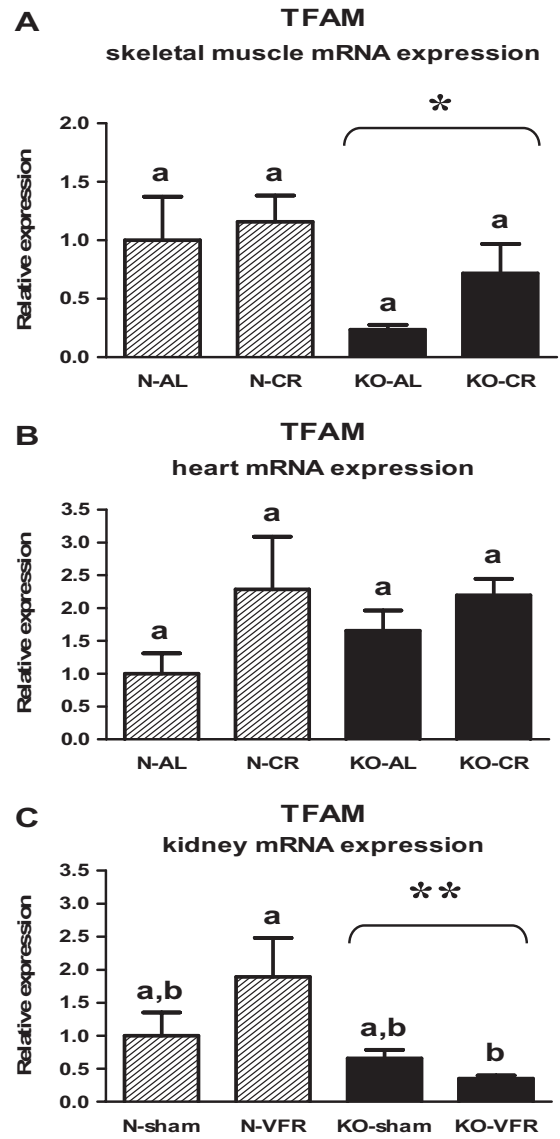 A
TFAM
skeletal muscle mRNA expression
*
2.0
1.5
1.0
0.5
0.0
Relative expression
a
a
a
a
N-AL
N-CR
KO-AL
KO-CR
B
TFAM
heart mRNA expression
3.5
3.0
2.5
2.0
1.5
1.0
0.5
0.0
Relative expression
a
a
a
a
N-AL
N-CR
KO-AL
KO-CR
C
TFAM
kidney mRNA expression
**
3.5
3.0
2.5
2.0
1.5
1.0
0.5
0.0
Relative expression
a,b
a
a,b
b
N-sham
N-VFR
KO-sham
KO-VFR